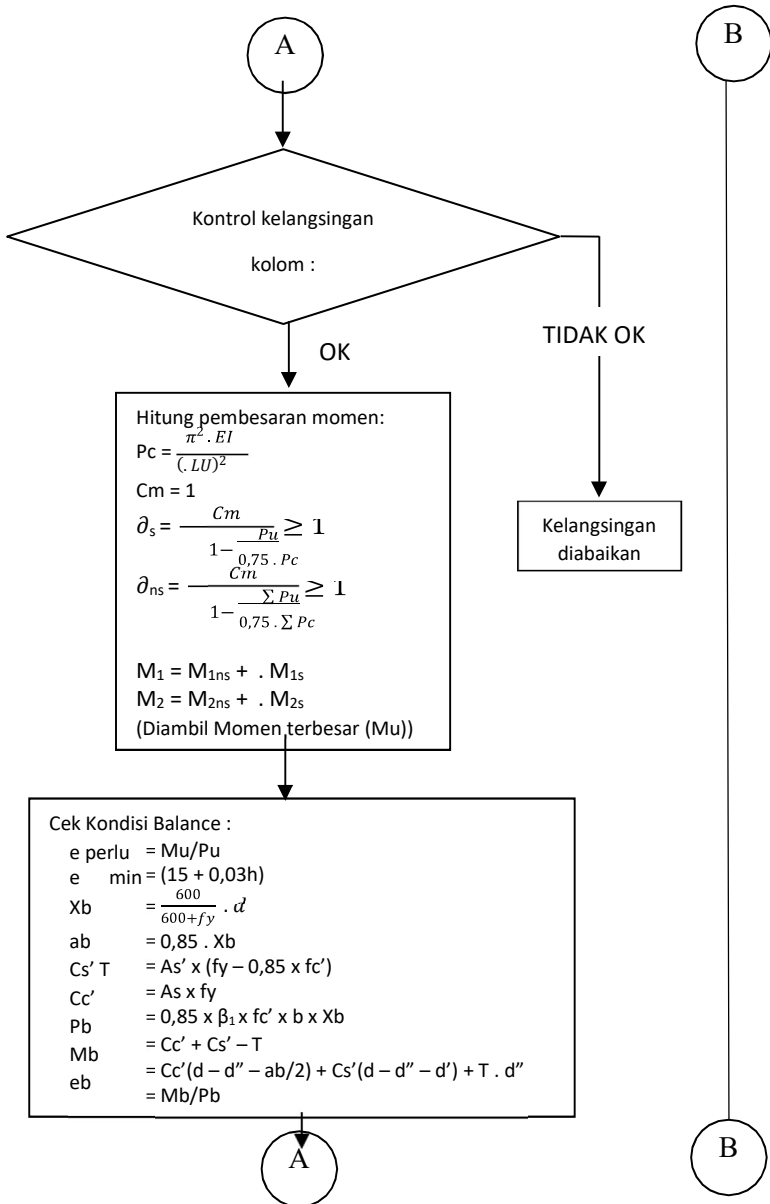 A
B
Kontrol kelangsingan
kolom :
OK
TIDAK OK
Hitung pembesaran momen:
Pc = π² . EI / (. LU)²
Cm = 1
∂s = Cm / 1− Pu / 0,75 . Pc ≥ 1
∂ns = Cm / 1− ∑ Pu / 0,75 . ∑ Pc ≥ 1
M1 = M1ns + . M1s
M2 = M2ns + . M2s
(Diambil Momen terbesar (Mu))
Kelangsingan
diabaikan
Cek Kondisi Balance :
e perlu = Mu/Pu
e min = (15 + 0,03h)
Xb = 600 / 600+fy . d
ab = 0,85 . Xb
Cs’ T = As’ x (fy – 0,85 x fc’)
Cc’ = As x fy
Pb = 0,85 x β1 x fc’ x b x Xb
Mb = Cc’ + Cs’ – T
eb = Cc’(d – d” – ab/2) + Cs’(d – d” – d’) + T . d”
= Mb/Pb
A
B